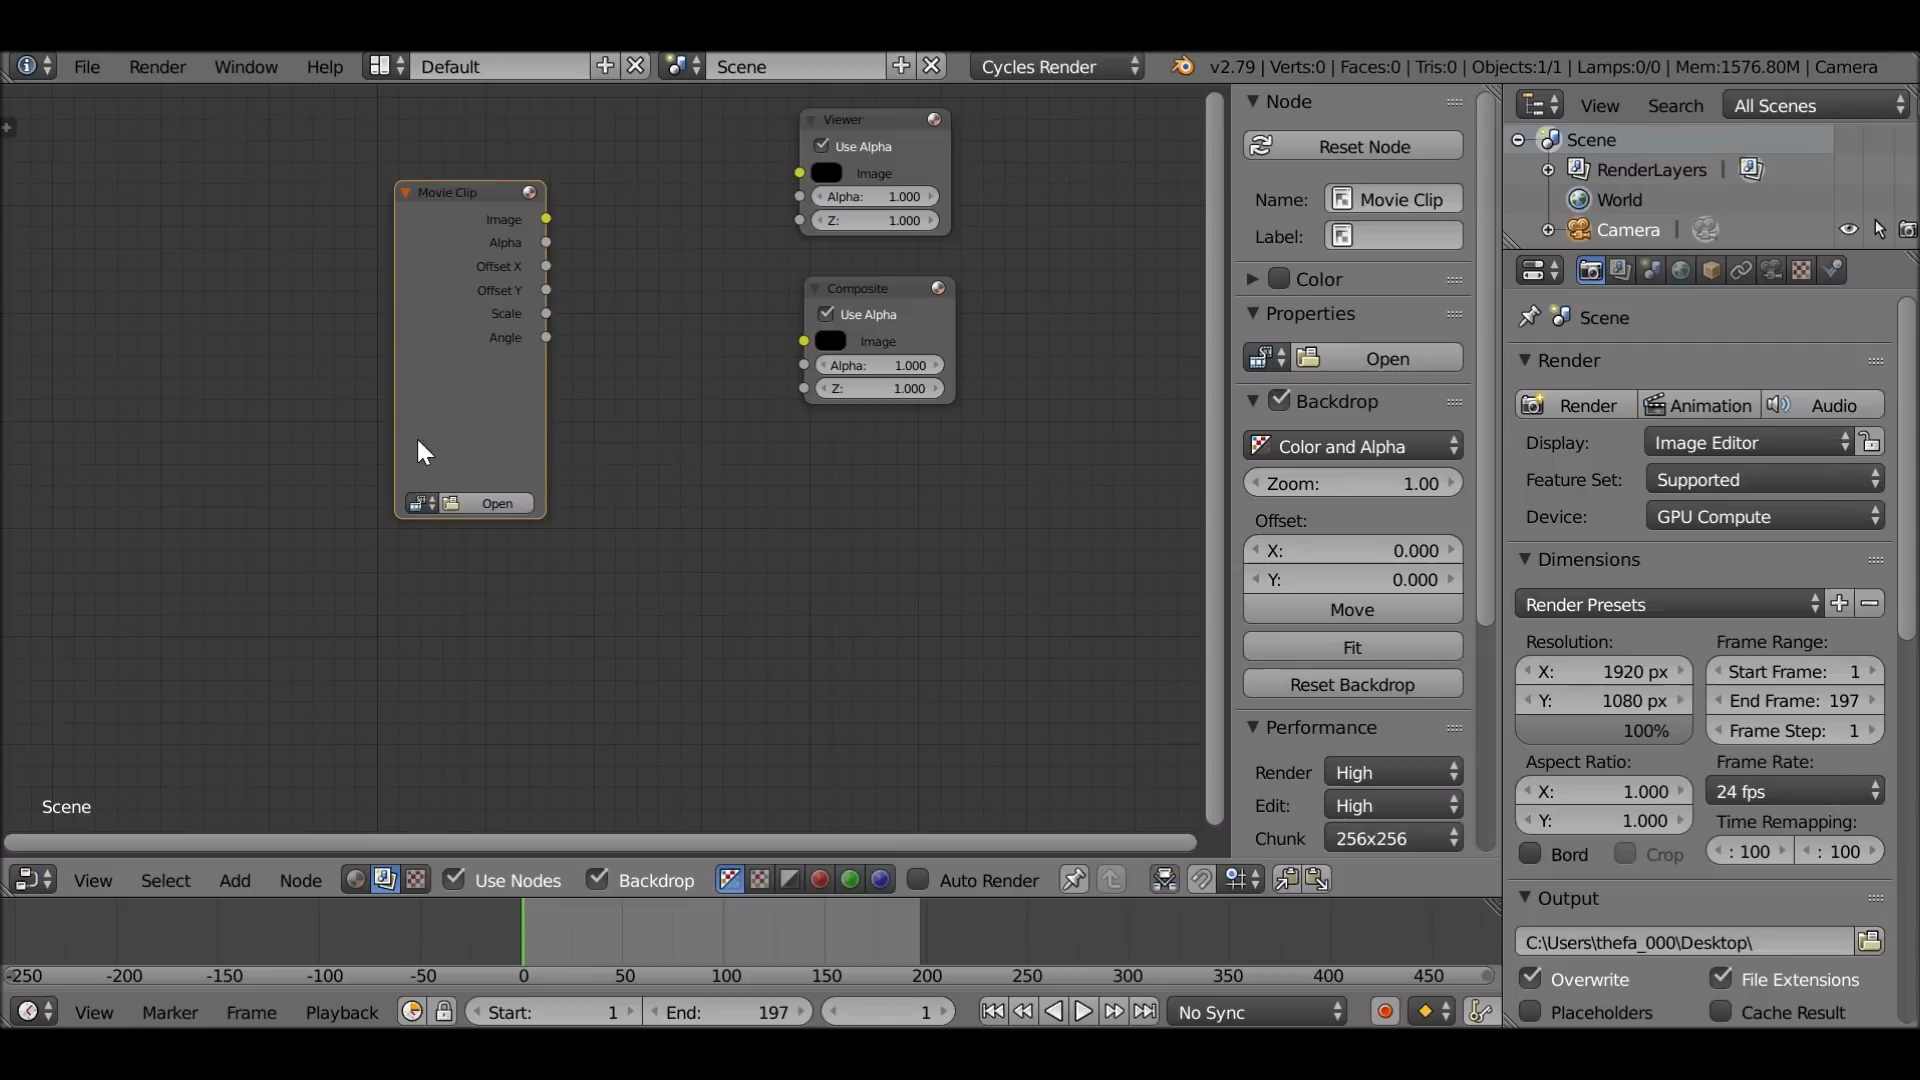 File Render Window Help Default Scene Cycles Render v2.79 | Verts:0 | Faces:0 | Tris:0 | Objects:1/1 | Lamps:0/0 | Mem:1576.80M | Camera
Viewer
Use Alpha
Image
Alpha: 1.000
Z: 1.000
Movie Clip
Image
Alpha
Offset X
Offset Y
Scale
Angle
Open
Composite
Use Alpha
Image
Alpha: 1.000
Z: 1.000
Scene
Node
Reset Node
Name: Movie Clip
Label:
Color
Properties
Open
Backdrop
Color and Alpha
Zoom: 1.00
Offset:
X: 0.000
Y: 0.000
Move
Fit
Reset Backdrop
Performance
Render High
Edit: High
Chunk 256x256
View Search All Scenes
Scene
RenderLayers |
World
Camera |
Scene
Render
Render Animation Audio
Display: Image Editor
Feature Set: Supported
Device: GPU Compute
Dimensions
Render Presets
Resolution: Frame Range:
X: 1920 px Start Frame: 1
Y: 1080 px End Frame: 197
100% Frame Step: 1
Aspect Ratio: Frame Rate:
X: 1.000 24 fps
Y: 1.000 Time Remapping:
Bord Crop : 100 : 100
Output
C:\Users\thefa_000\Desktop\
Overwrite File Extensions
Placeholders Cache Result
View Select Add Node Use Nodes Backdrop Auto Render
-250 -200 -150 -100 -50 0 50 100 150 200 250 300 350 400 450
View Marker Frame Playback Start: 1 End: 197 1 No Sync